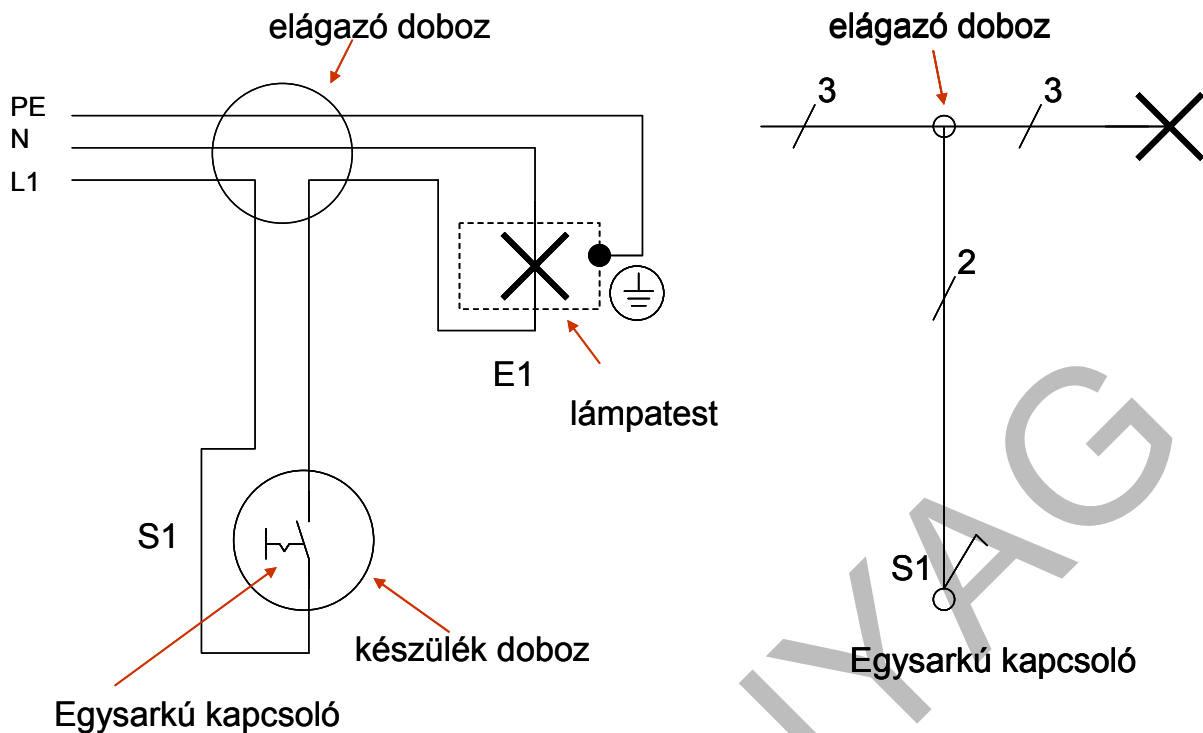 elágazó doboz
PE
N
L1
E1
lámpatest
S1
készülék doboz
Egysarkú kapcsoló
elágazó doboz
3
3
2
S1
Egysarkú kapcsoló
YAG